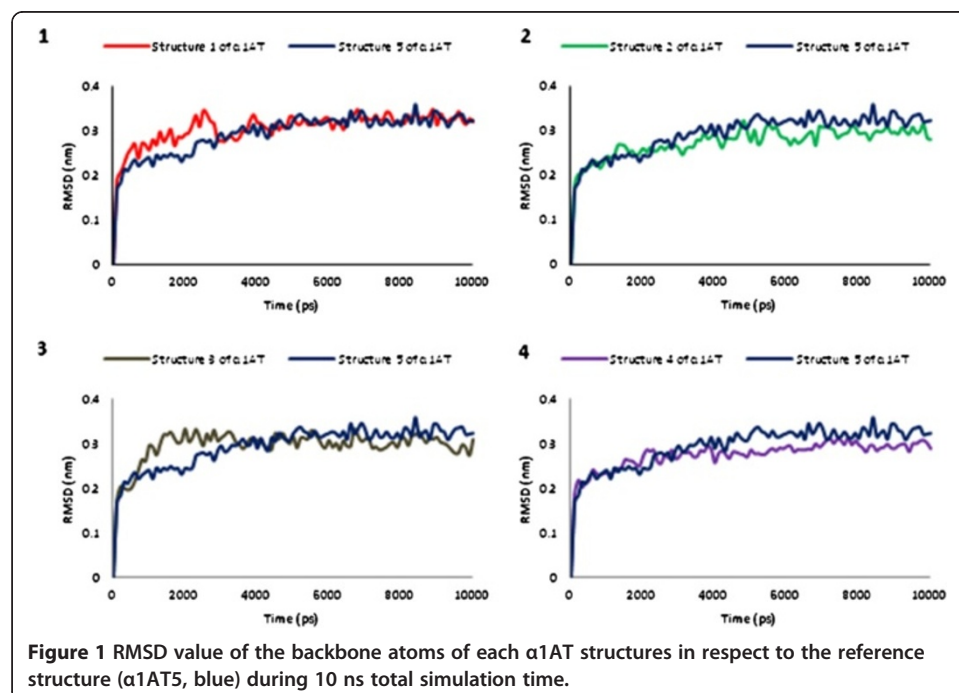 1
Structure 1 of α1AT
Structure 5 of α1AT
0.4
0.3
0.2
0.1
0
RMSD (nm)
0 2000 4000 6000 8000 10000
Time (ps)
2
Structure 2 of α1AT
Structure 5 of α1AT
0.4
0.3
0.2
0.1
0
RMSD (nm)
0 2000 4000 6000 8000 10000
Time (ps)
3
Structure 3 of α1AT
Structure 5 of α1AT
0.4
0.3
0.2
0.1
0
RMSD (nm)
0 2000 4000 6000 8000 10000
Time (ps)
4
Structure 4 of α1AT
Structure 5 of α1AT
0.4
0.3
0.2
0.1
0
RMSD (nm)
0 2000 4000 6000 8000 10000
Time (ps)
Figure 1 RMSD value of the backbone atoms of each α1AT structures in respect to the reference
structure (α1AT5, blue) during 10 ns total simulation time.